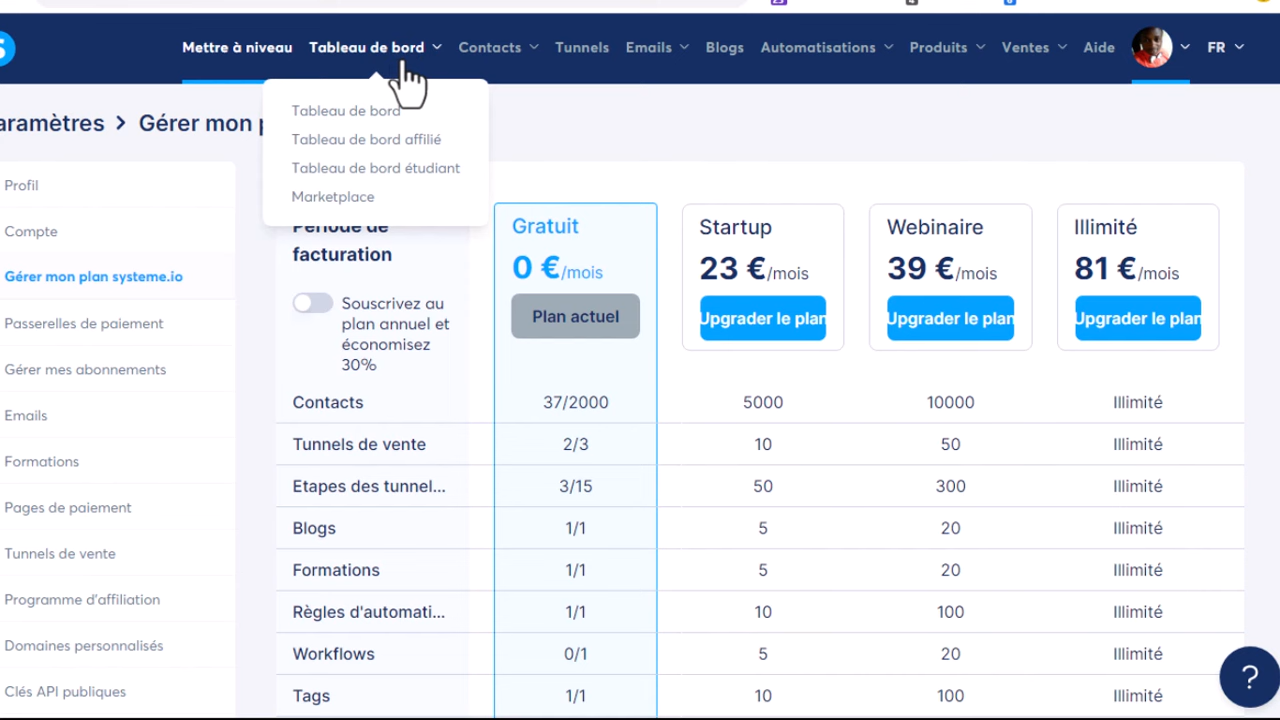 Mettre à niveau Tableau de bord Contacts Tunnels Emails Blogs Automatisations Produits Ventes Aide FR
Tableau de bord
Tableau de bord affilié
Tableau de bord étudiant
Marketplace
aramètres > Gérer mon p
Profil
Compte
Gérer mon plan systeme.io
Passerelles de paiement
Gérer mes abonnements
Emails
Formations
Pages de paiement
Tunnels de vente
Programme d'affiliation
Domaines personnalisés
Clés API publiques
Période de
facturation
Souscrivez au
plan annuel et
économisez
30%
Gratuit
0 €/mois
Plan actuel
Startup
23 €/mois
Upgrader le plan
Webinaire
39 €/mois
Upgrader le plan
Illimité
81 €/mois
Upgrader le plan
Contacts 37/2000 5000 10000 Illimité
Tunnels de vente 2/3 10 50 Illimité
Etapes des tunnel... 3/15 50 300 Illimité
Blogs 1/1 5 20 Illimité
Formations 1/1 5 20 Illimité
Règles d'automati... 1/1 10 100 Illimité
Workflows 0/1 5 20 Illimité
Tags 1/1 10 100 Illimité
?